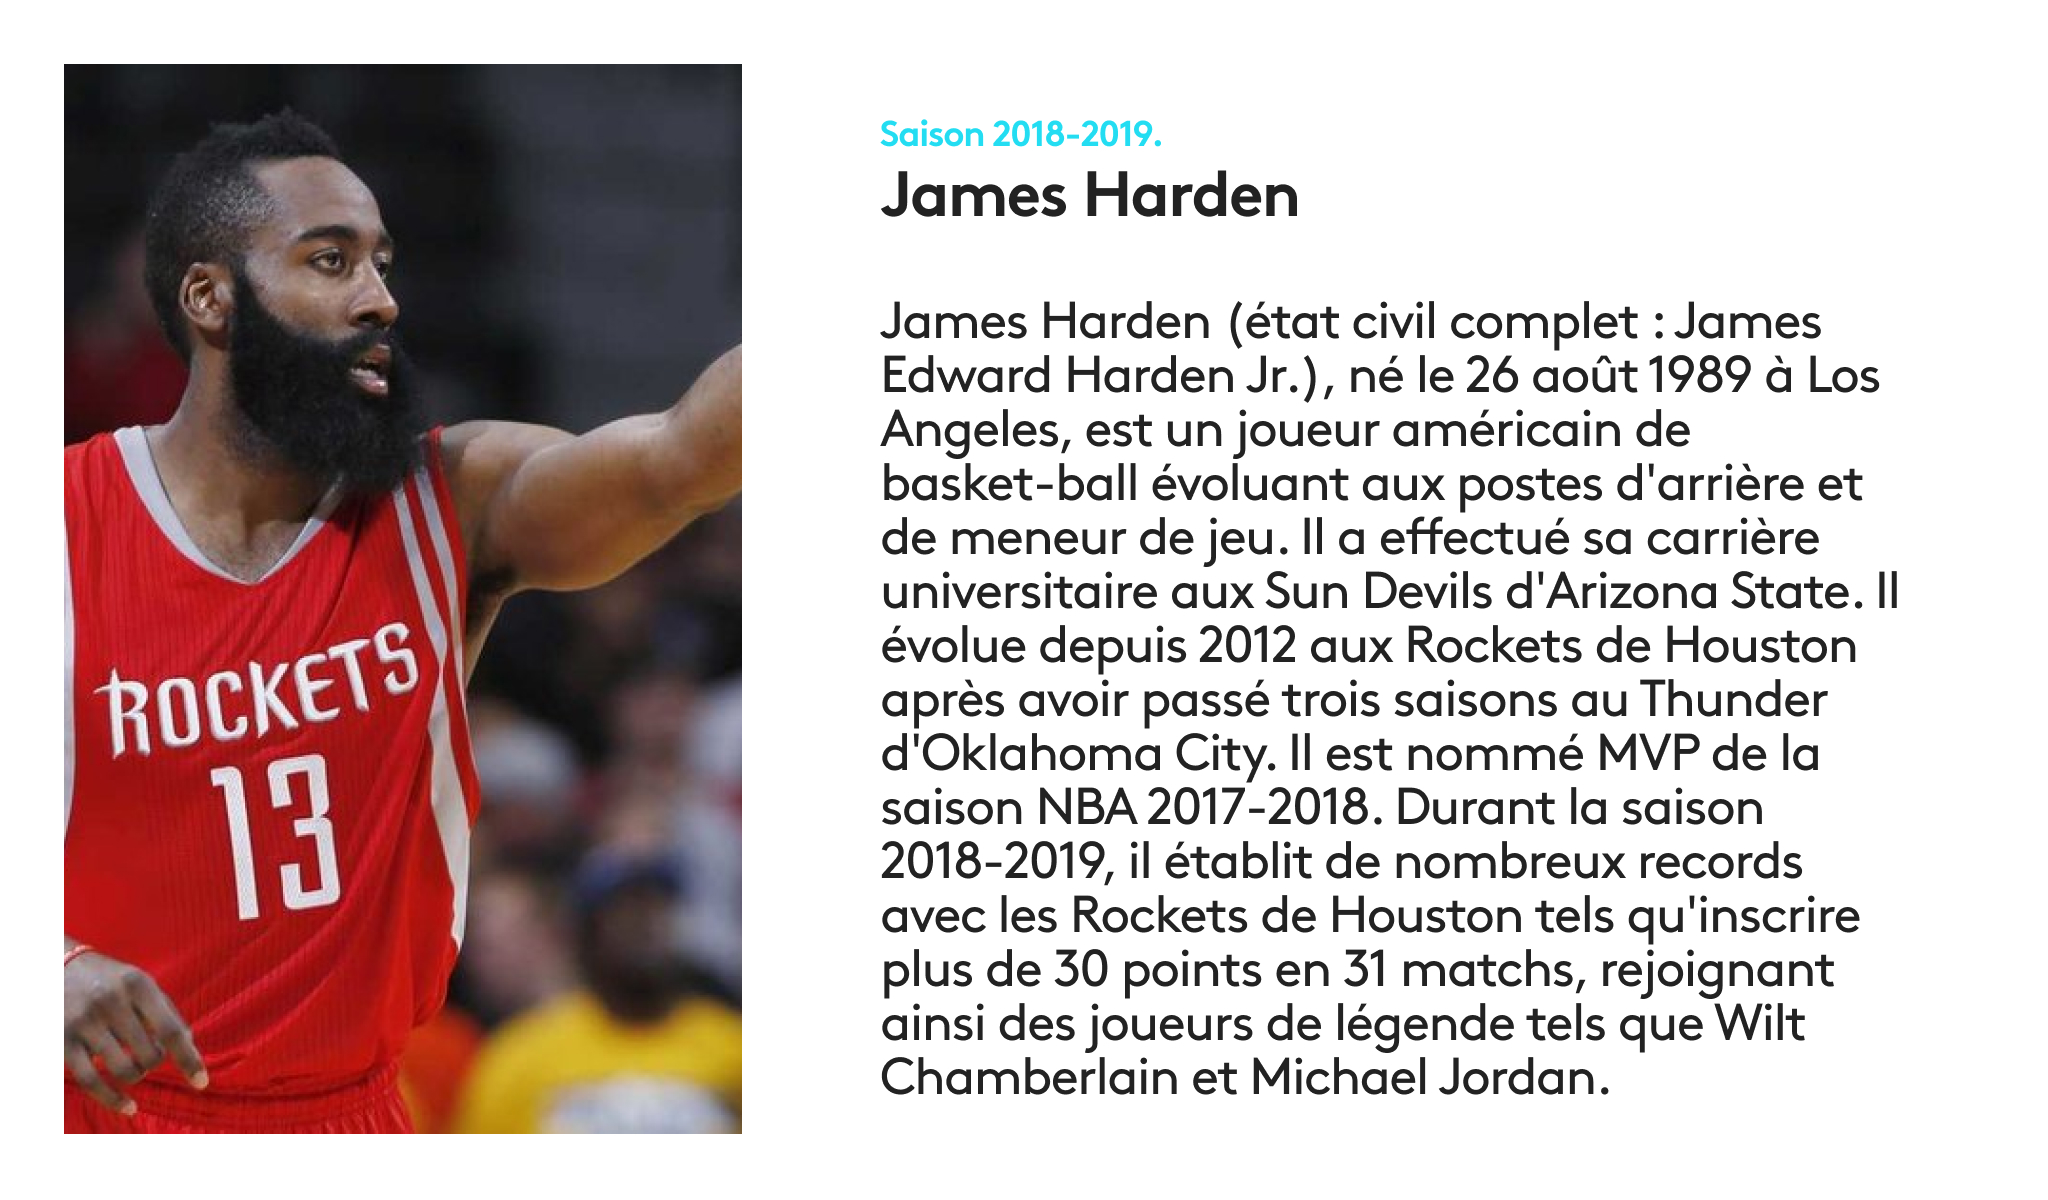 Saison 2018-2019.
James Harden
James Harden (état civil complet : James
Edward Harden Jr.), né le 26 août 1989 à Los
Angeles, est un joueur américain de
basket-ball évoluant aux postes d'arrière et
de meneur de jeu. Il a effectué sa carrière
universitaire aux Sun Devils d'Arizona State. Il
évolue depuis 2012 aux Rockets de Houston
après avoir passé trois saisons au Thunder
d'Oklahoma City. Il est nommé MVP de la
saison NBA 2017-2018. Durant la saison
2018-2019, il établit de nombreux records
avec les Rockets de Houston tels qu'inscrire
plus de 30 points en 31 matchs, rejoignant
ainsi des joueurs de légende tels que Wilt
Chamberlain et Michael Jordan.
ROCKETS
13